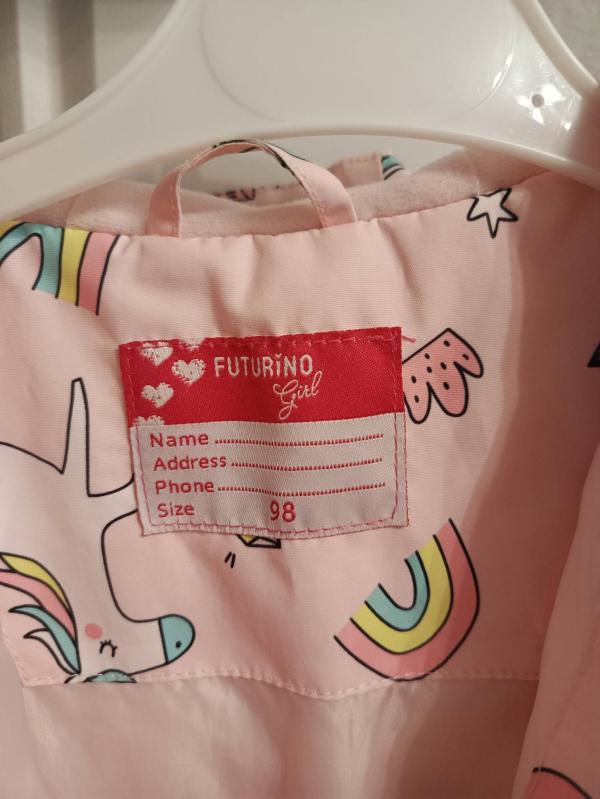 FUTURINO
Girl
Name
Address
Phone
Size 98